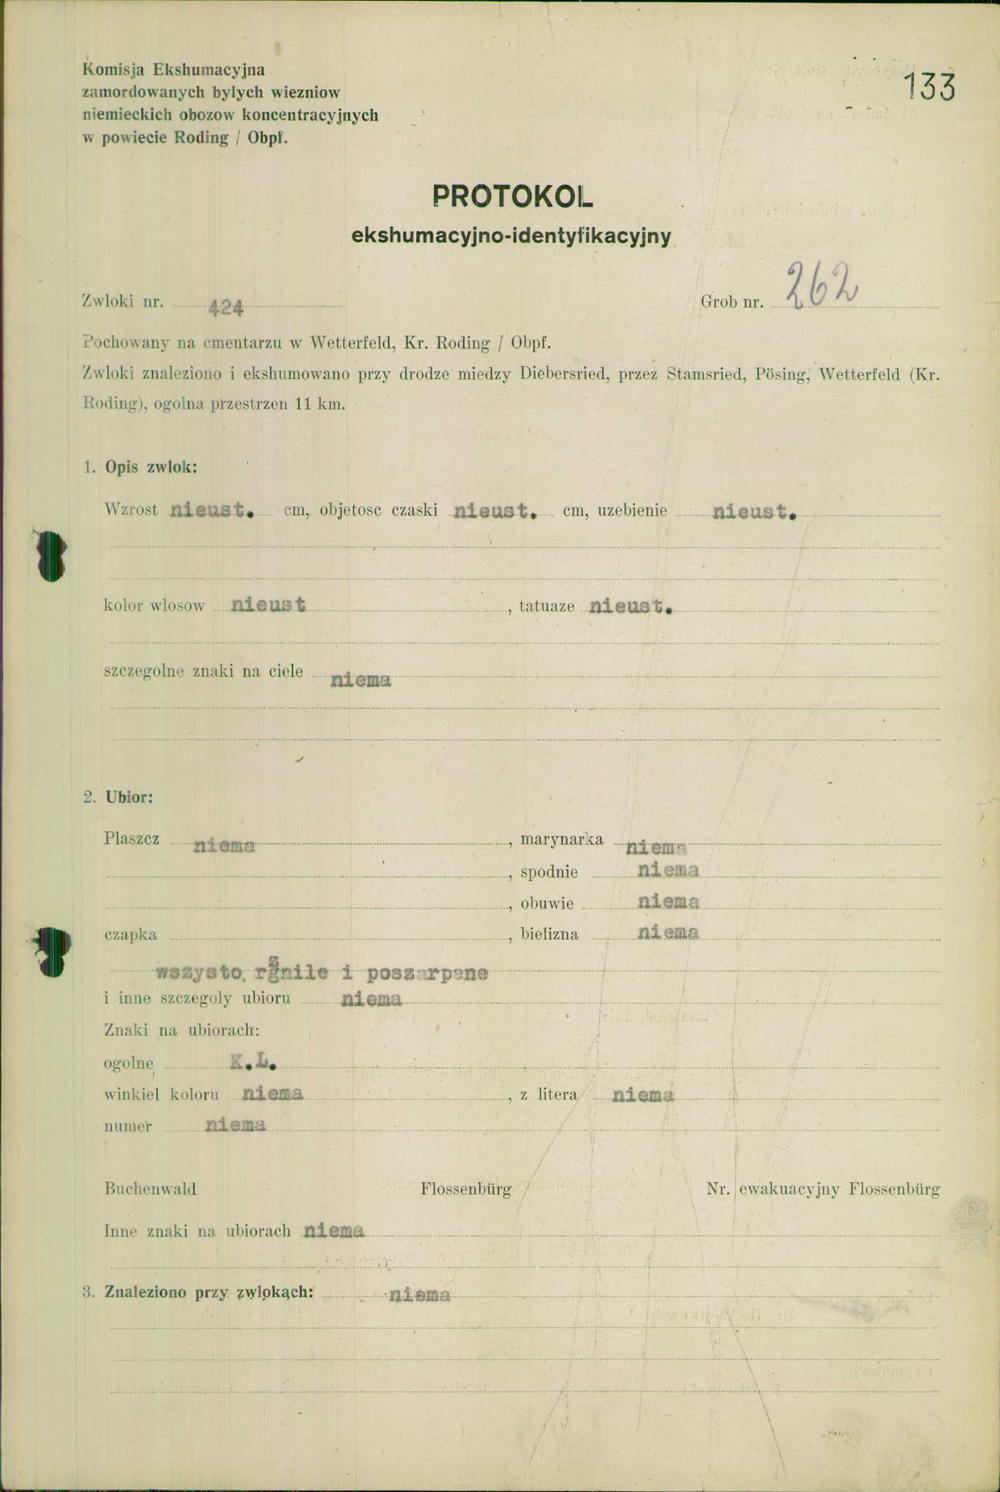 Komisja Ekshumacyjna
zamordowanych bylych wiezniow
niemieckich obozow koncentracyjnych
w powiecie Roding / Obpf.
133
PROTOKOL
ekshumacyjno-identyfikacyjny
Zwloki nr. 424 Grob nr. 262
Pochowany na cmentarzu w Wetterfeld, Kr. Roding / Obpf.
Zwloki znaleziono i ekshumowano przy drodze miedzy Diebersried, przez Stamsried, Pösing, Wetterfeld (Kr.
Roding), ogolna przestrzen 11 km.
1. Opis zwlok:
Wzrost nieust. cm, objetosc czaski nieust. cm, uzebienie nieust.
kolor wlosow nieust , tatuaze nieust.
szczegolne znaki na ciele niema
2. Ubior:
Plaszcz niema , marynarka niema
, spodnie niema
, obuwie niema
czapka , bielizna niema
wszysto, rgznile i poszarpane
i inne szczegoly ubioru niema
Znaki na ubiorach:
ogolne K.L.
winkiel koloru niema , z litera niema
numer niema
Buchenwald Flossenbürg Nr. ewakuacyjny Flossenbürg
Inne znaki na ubiorach niema
3. Znaleziono przy zwlokach: niema